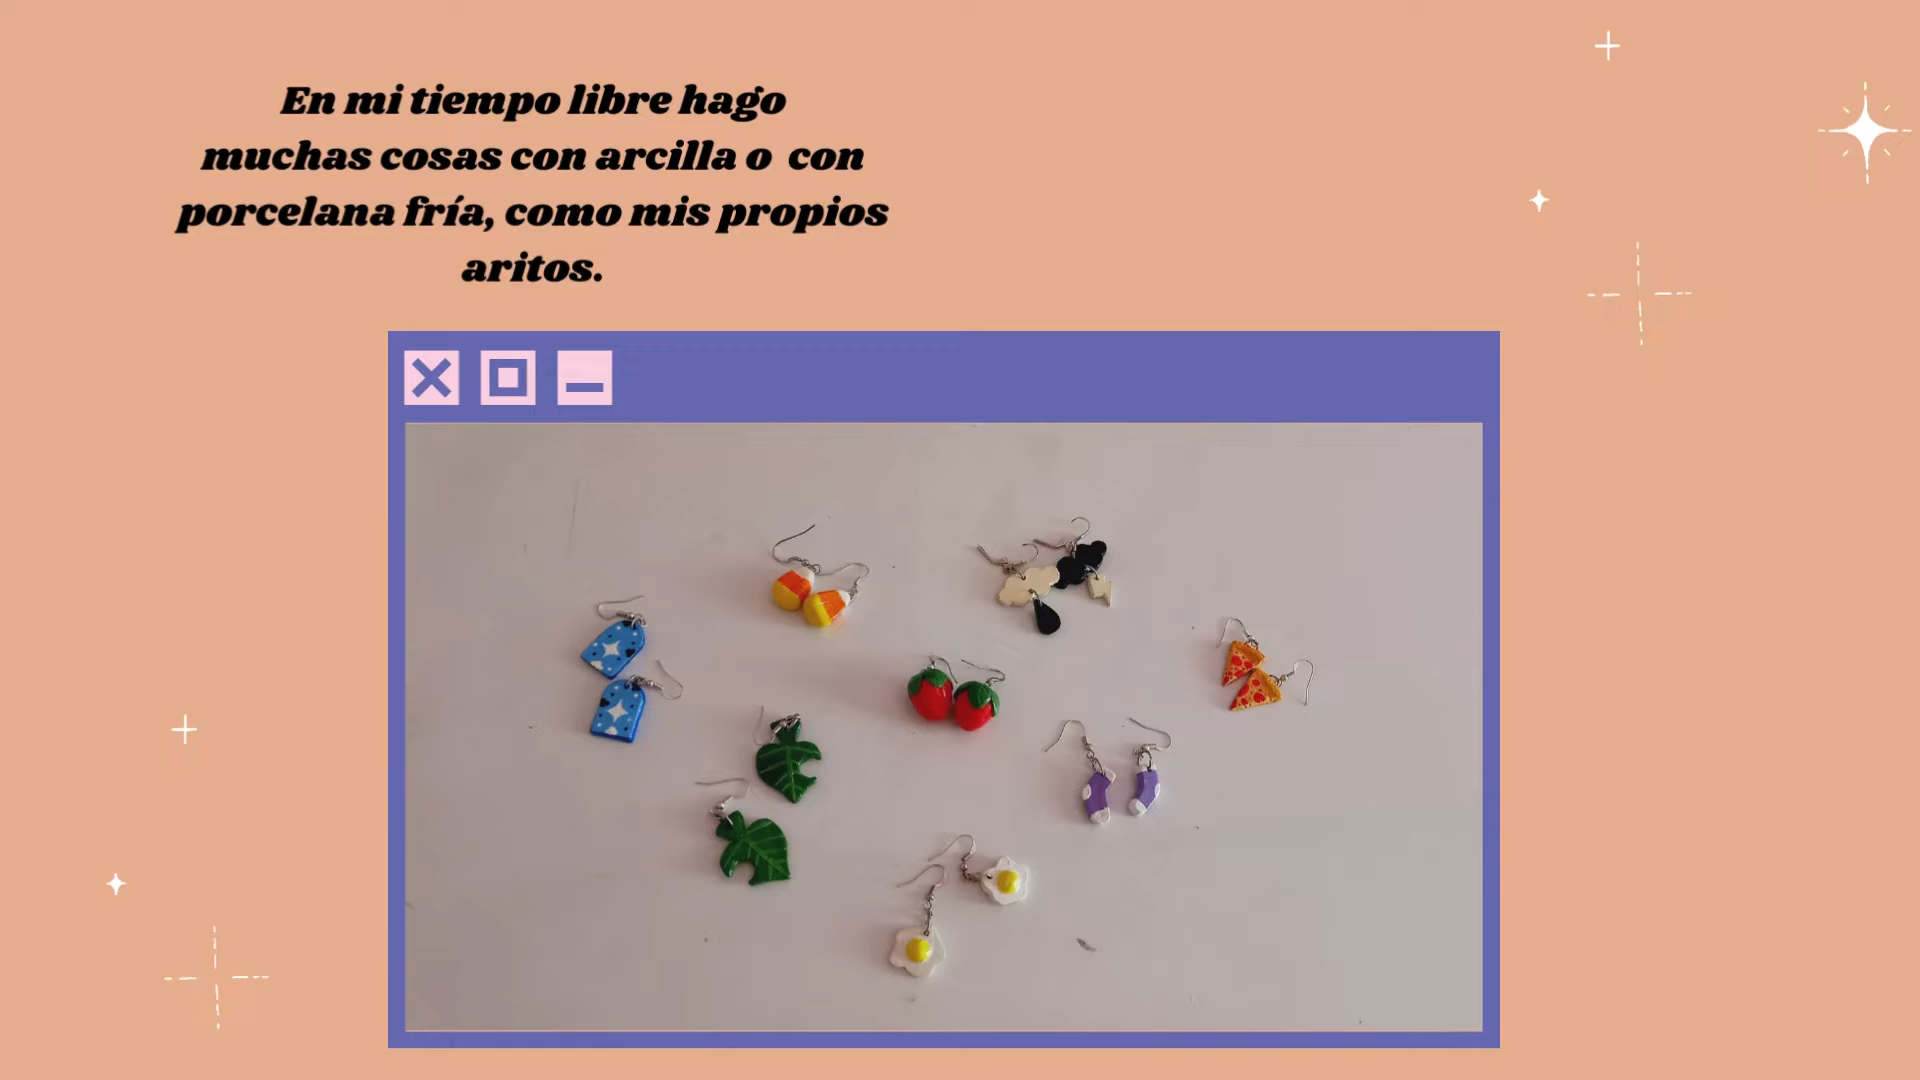 En mi tiempo libre hago
muchas cosas con arcilla o  con
porcelana fría, como mis propios
aritos.